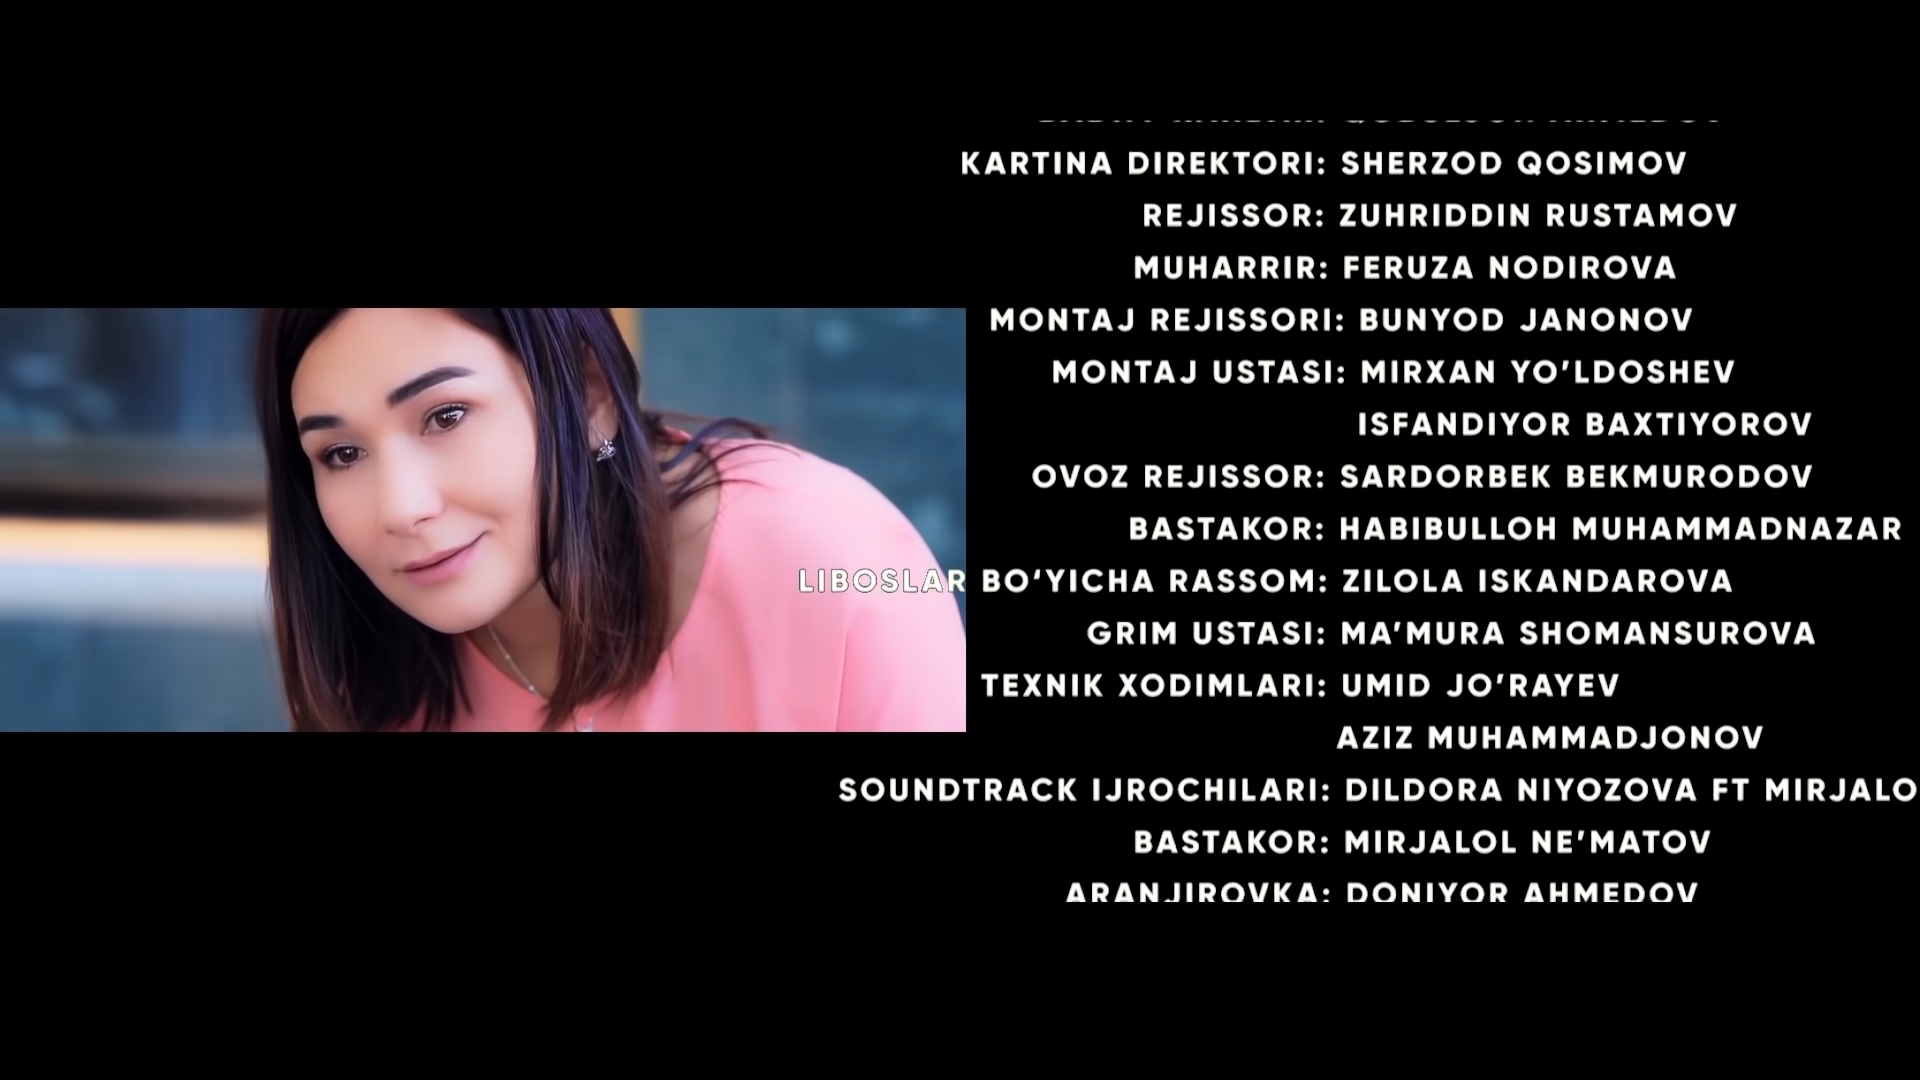 KARTINA DIREKTORI: SHERZOD QOSIMOV
REJISSOR: ZUHRIDDIN RUSTAMOV
MUHARRIR: FERUZA NODIROVA
MONTAJ REJISSORI: BUNYOD JANONOV
MONTAJ USTASI: MIRXAN YO’LDOSHEV
ISFANDIYOR BAXTIYOROV
OVOZ REJISSOR: SARDORBEK BEKMURODOV
BASTAKOR: HABIBULLOH MUHAMMADNAZAR
LIBOSLAR BO‘YICHA RASSOM: ZILOLA ISKANDAROVA
GRIM USTASI: MA’MURA SHOMANSUROVA
TEXNIK XODIMLARI: UMID JO’RAYEV
AZIZ MUHAMMADJONOV
SOUNDTRACK IJROCHILARI: DILDORA NIYOZOVA FT MIRJALO
BASTAKOR: MIRJALOL NE’MATOV
ARANJIROVKA: DONIYOR AHMEDOV